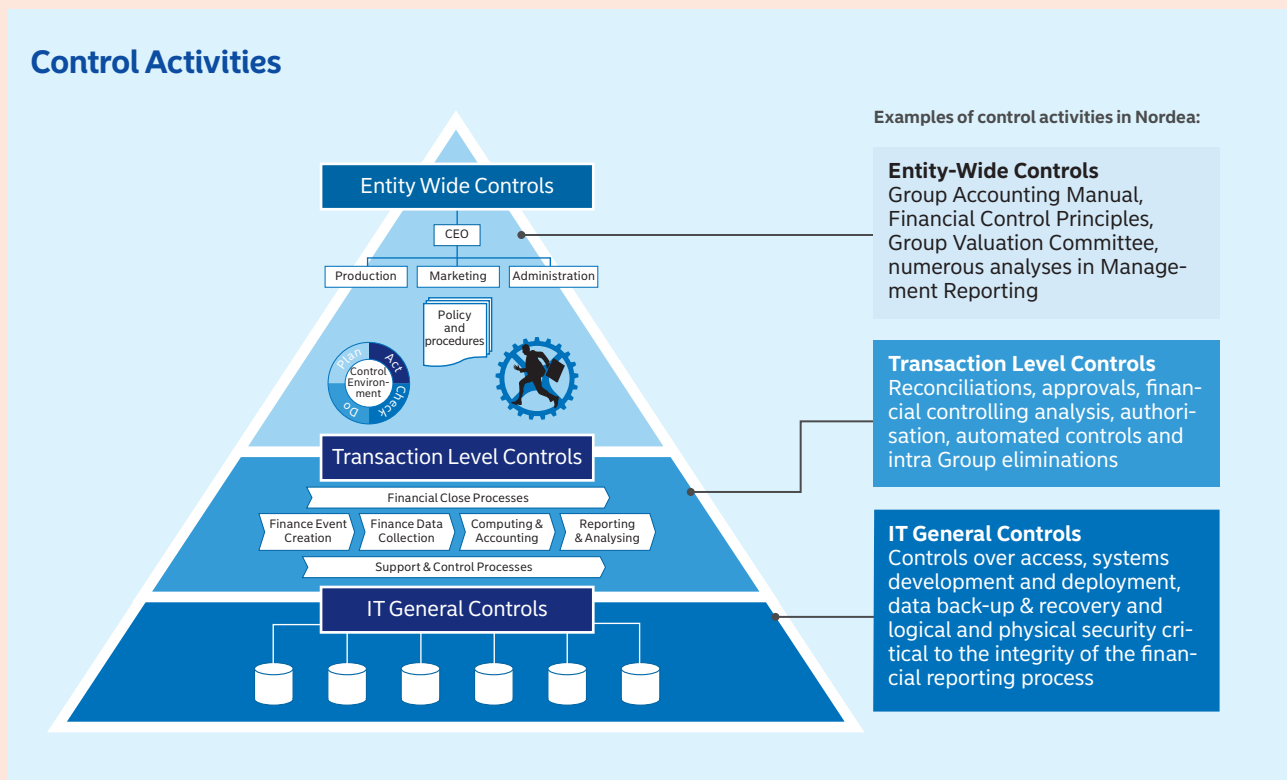 Control Activities
Examples of control activities in Nordea:
Entity Wide Controls
CEO
Production
Marketing
Administration
Policy
and
procedures
Plan
Act
Check
Do
Control
Environ-
ment
Transaction Level Controls
Financial Close Processes
Finance Event
Creation
Finance Data
Collection
Computing &
Accounting
Reporting
& Analysing
Support & Control Processes
IT General Controls
Entity-Wide Controls
Group Accounting Manual,
Financial Control Principles,
Group Valuation Committee,
numerous analyses in Manage-
ment Reporting
Transaction Level Controls
Reconciliations, approvals, finan-
cial controlling analysis, authori-
sation, automated controls and
intra Group eliminations
IT General Controls
Controls over access, systems
development and deployment,
data back-up & recovery and
logical and physical security cri-
tical to the integrity of the finan-
cial reporting process